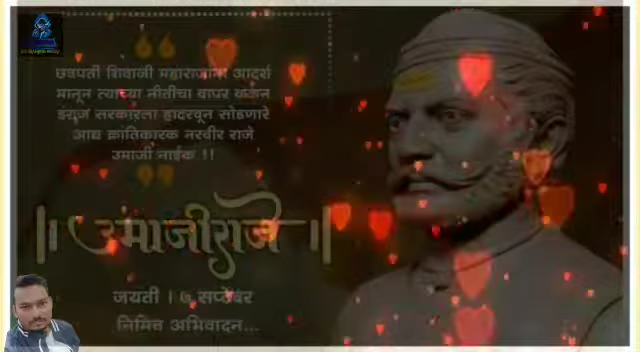 छत्रपती शिवाजी महाराजांना आदर्श
मानून त्यांच्या नीतीचा वापर करून
इंग्रज सरकारला हादरवून सोडणारे
आद्य क्रांतिकारक नरवीर राजे
उमाजी नाईक !!
॥ उमाजीराजे ॥
जयंती । ७ सप्टेंबर
निमित्त अभिवादन...